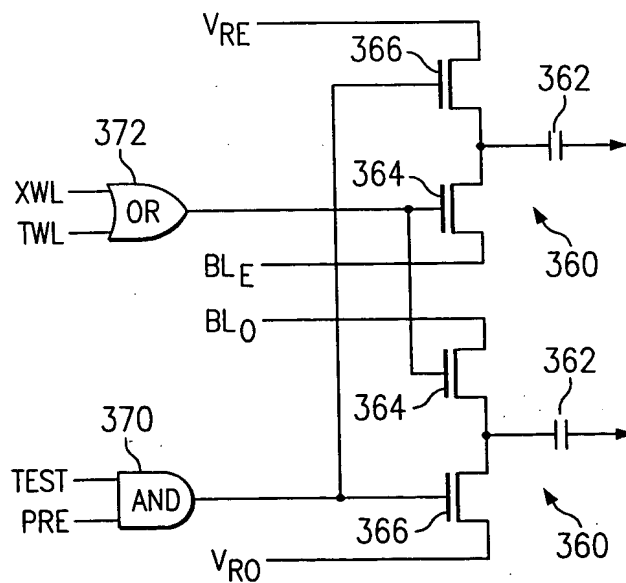 VRE
366
362
372
364
XWL
OR
TWL
BLE
360
BLO
362
370
364
TEST
AND
PRE
366
360
VRO